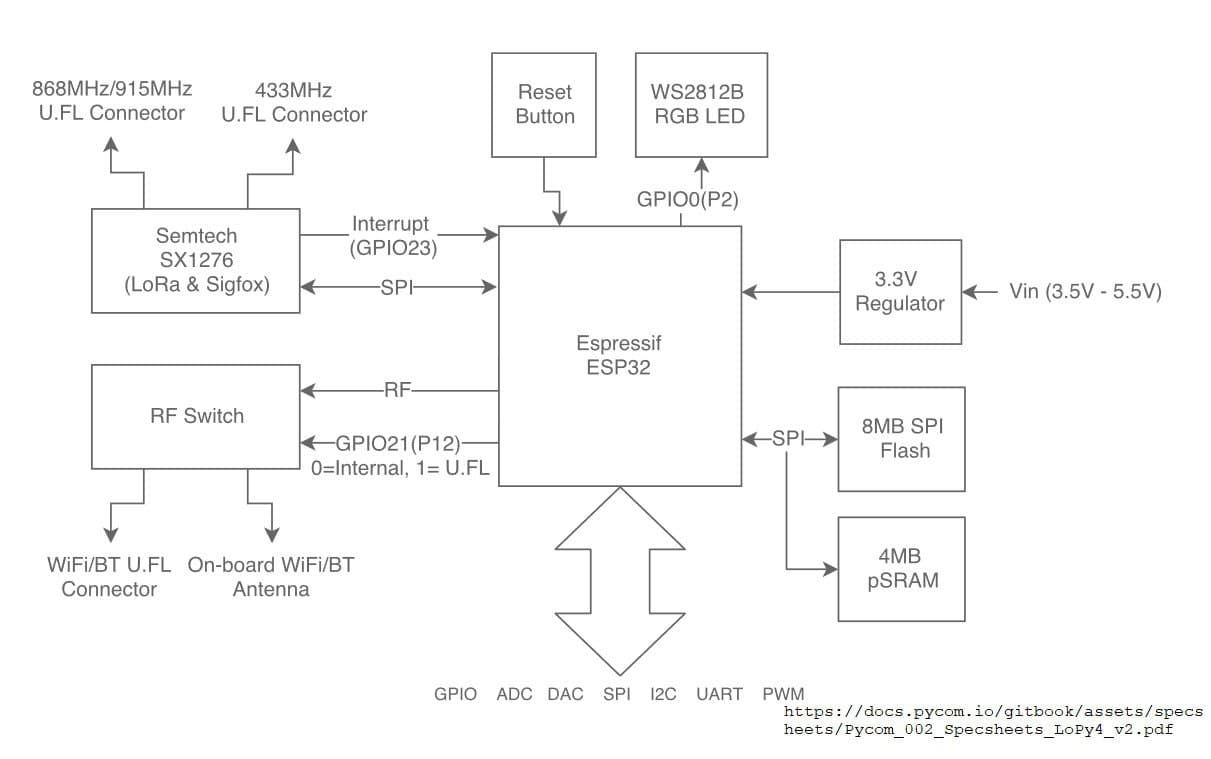 868MHz/915MHz
U.FL Connector
433MHz
U.FL Connector
Reset
Button
WS2812B
RGB LED
GPIO0(P2)
Semtech
SX1276
(LoRa & Sigfox)
Interrupt
(GPIO23)
SPI
Espressif
ESP32
3.3V
Regulator
Vin (3.5V - 5.5V)
RF Switch
RF
GPIO21(P12)
0=Internal, 1= U.FL
SPI
8MB SPI
Flash
4MB
pSRAM
WiFi/BT U.FL
Connector
On-board WiFi/BT
Antenna
GPIO ADC DAC SPI I2C UART PWM
https://docs.pycom.io/gitbook/assets/specs
heets/Pycom_002_Specsheets_LoPy4_v2.pdf